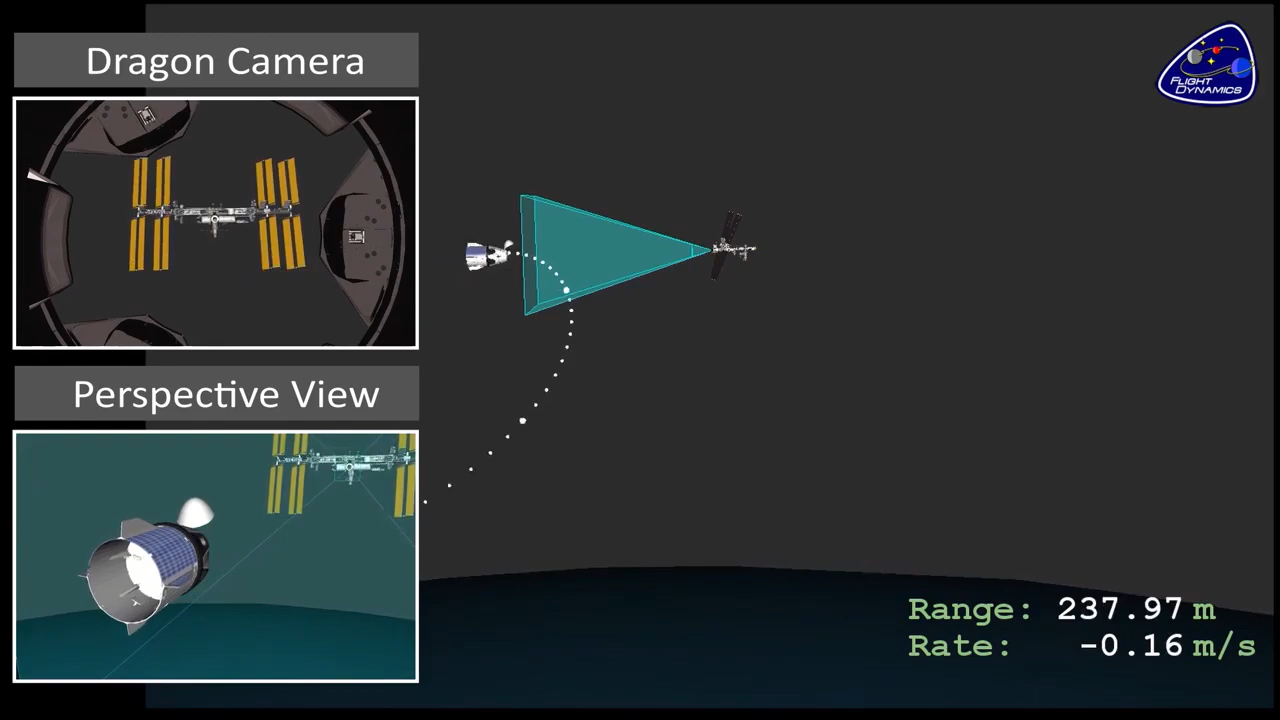 Dragon Camera
FLIGHT
DYNAMICS
Perspective View
Range: 237.97 m
Rate: -0.16 m/s